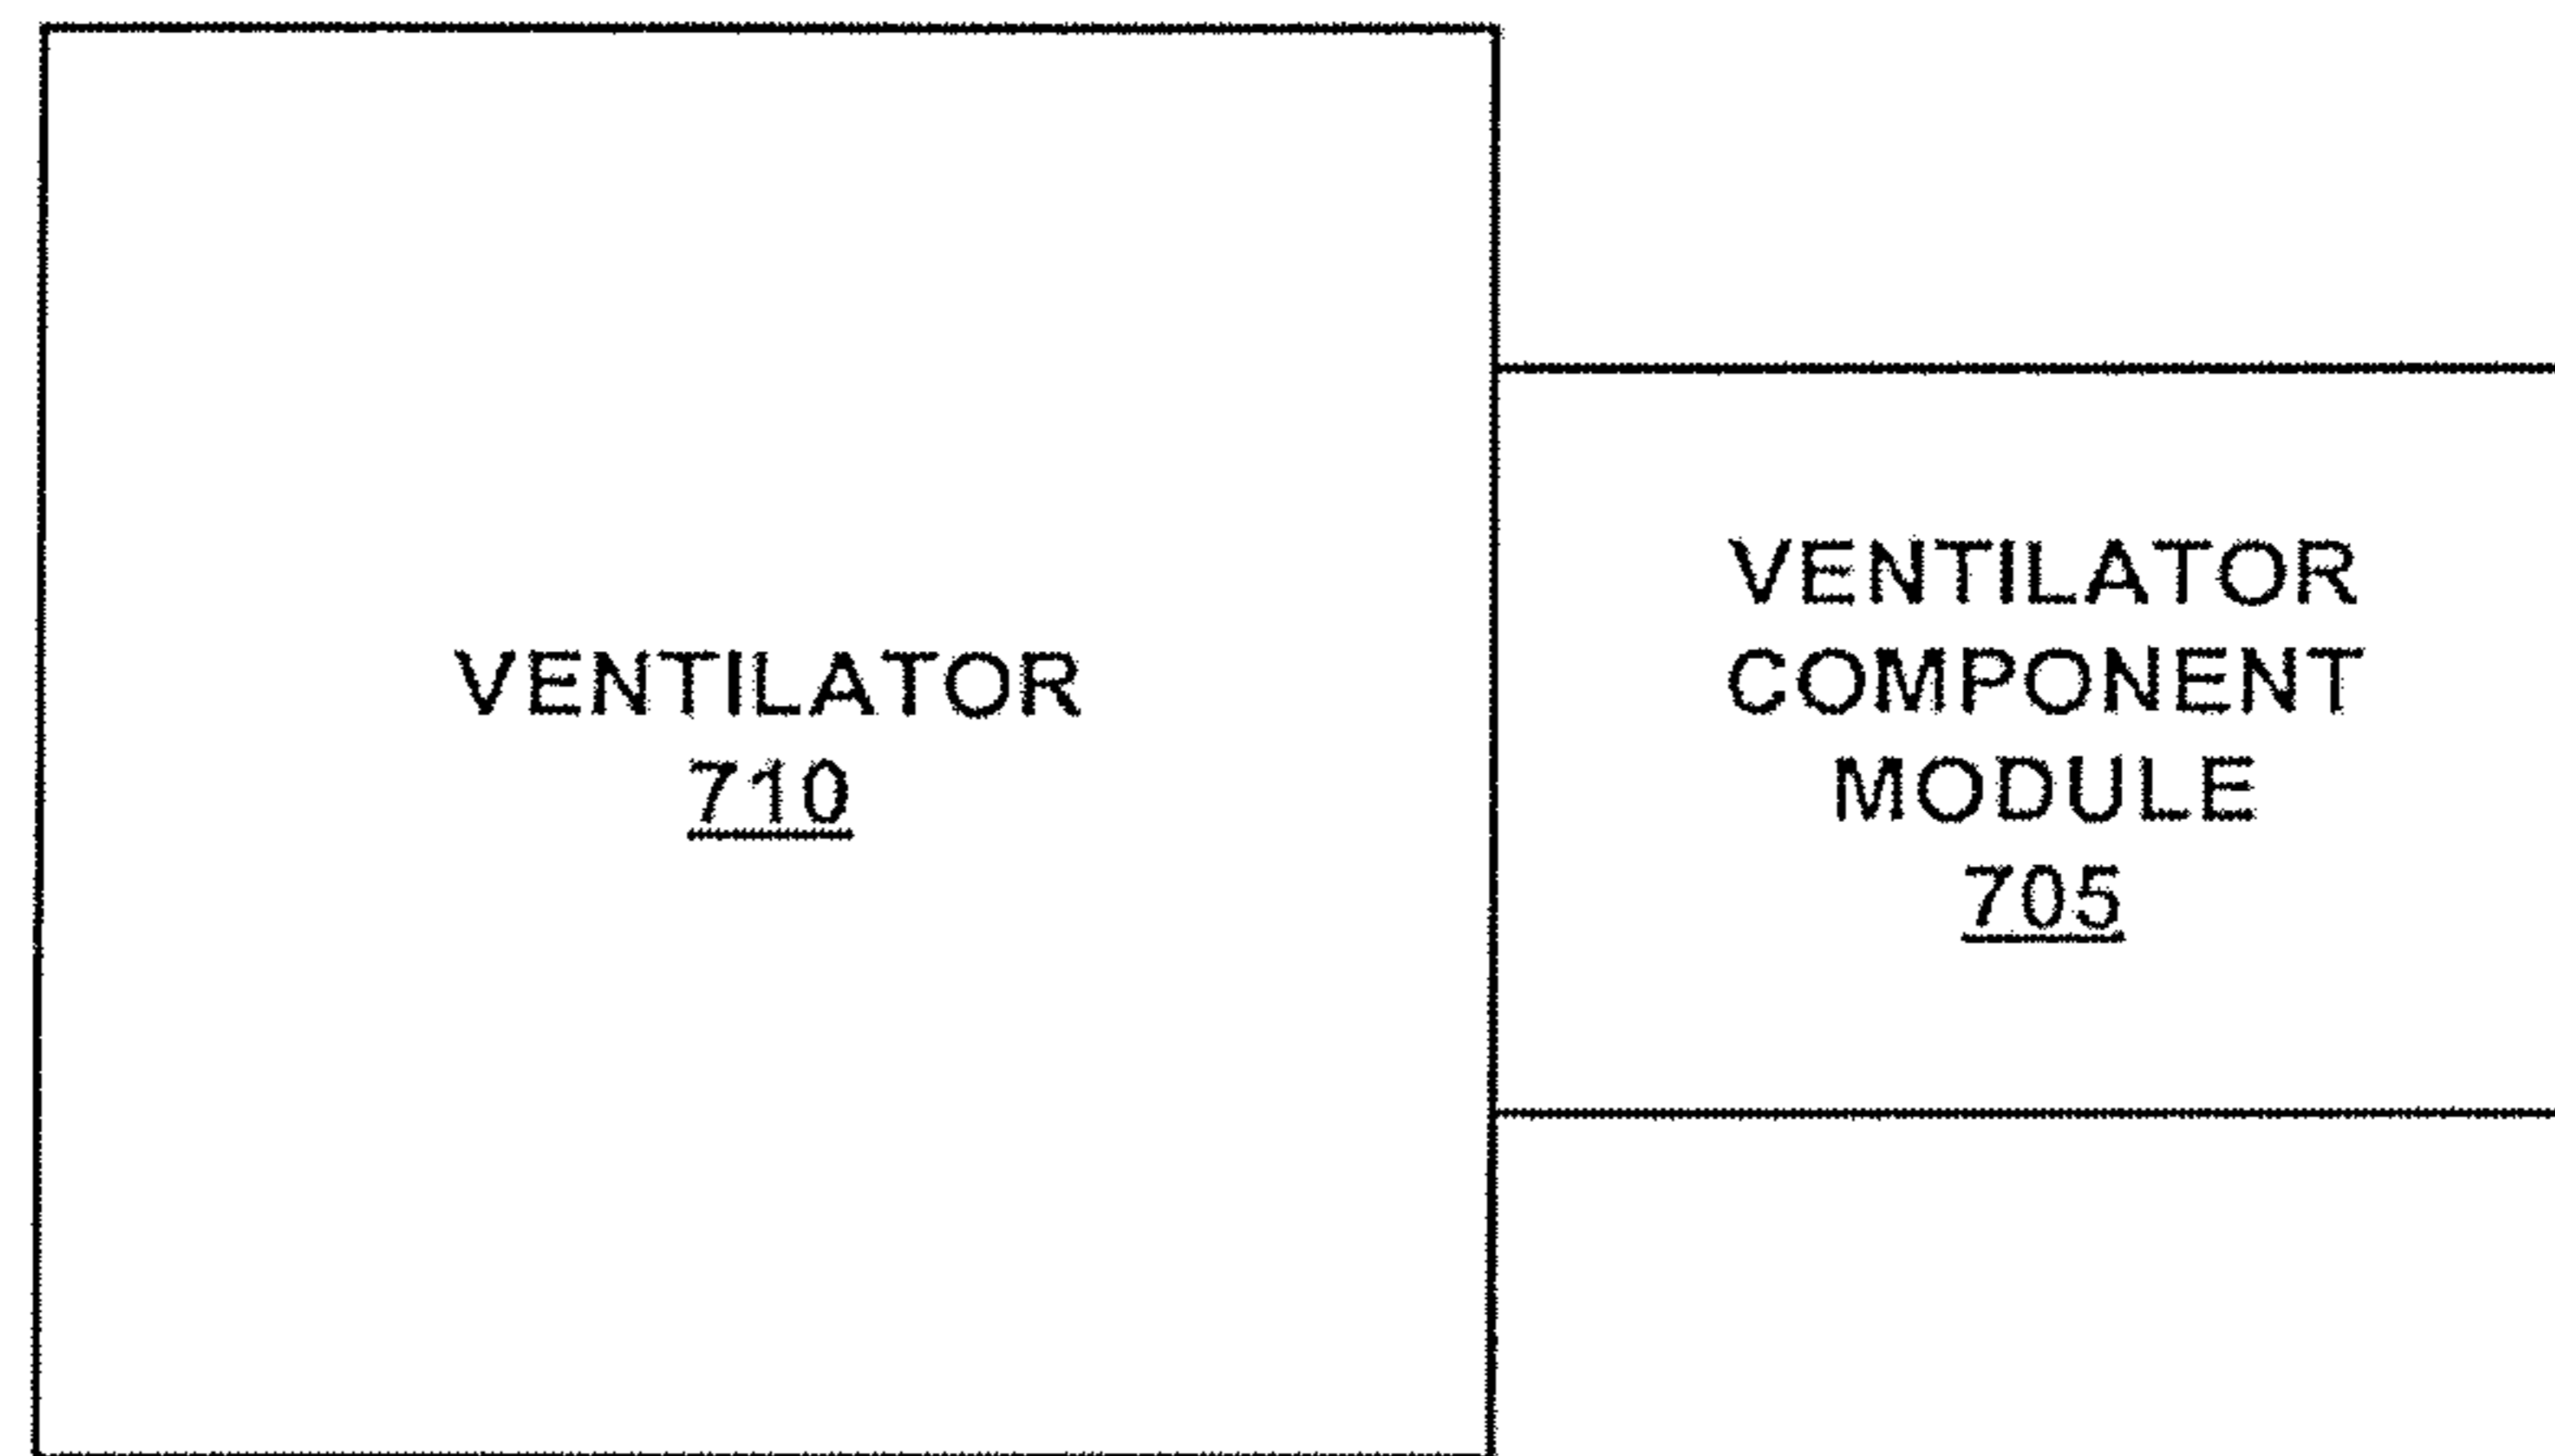 VENTILATOR
710
VENTILATOR
COMPONENT
MODULE
705